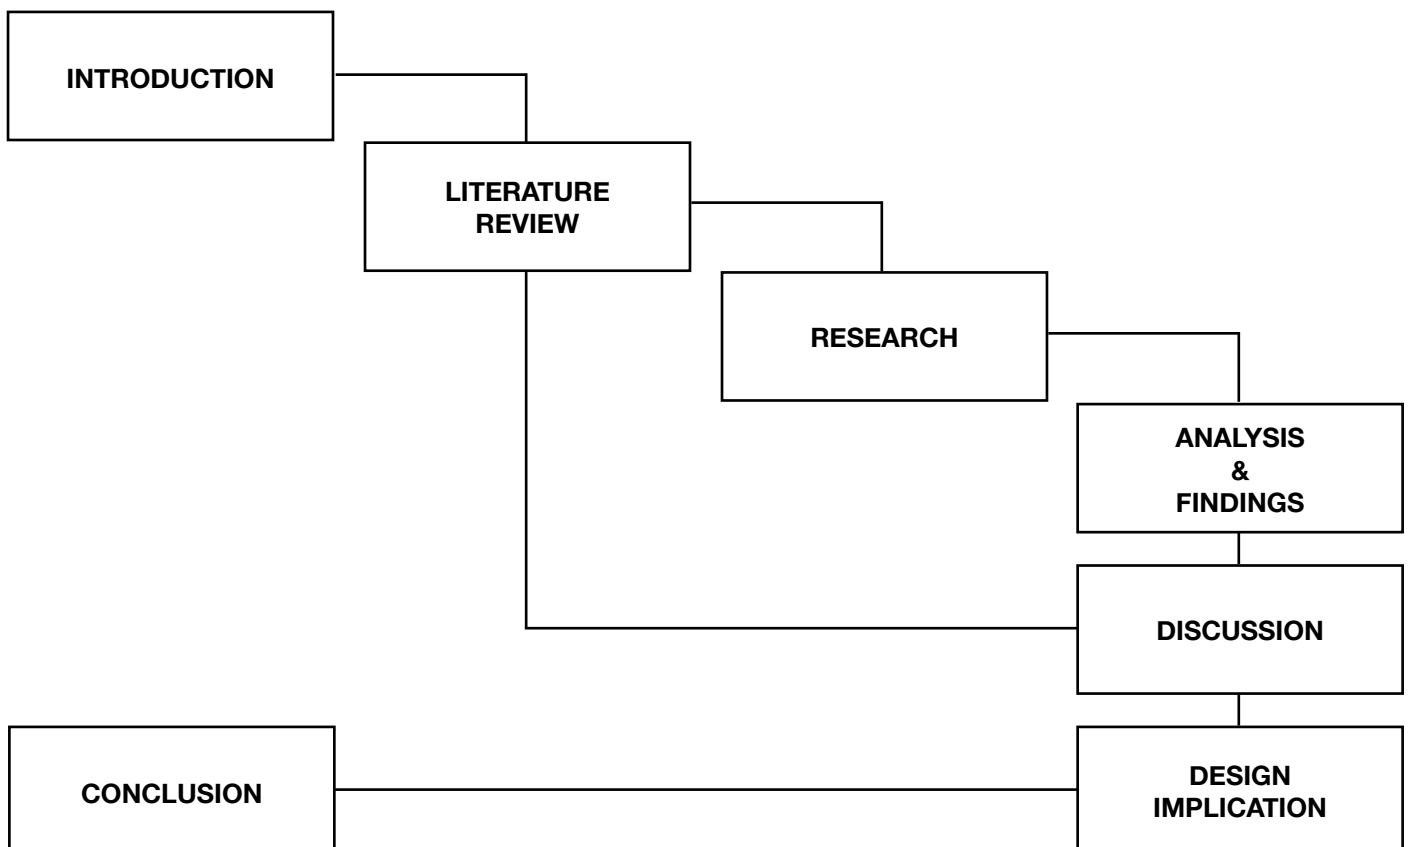 INTRODUCTION
LITERATURE
REVIEW
RESEARCH
ANALYSIS
&
FINDINGS
DISCUSSION
CONCLUSION
DESIGN
IMPLICATION